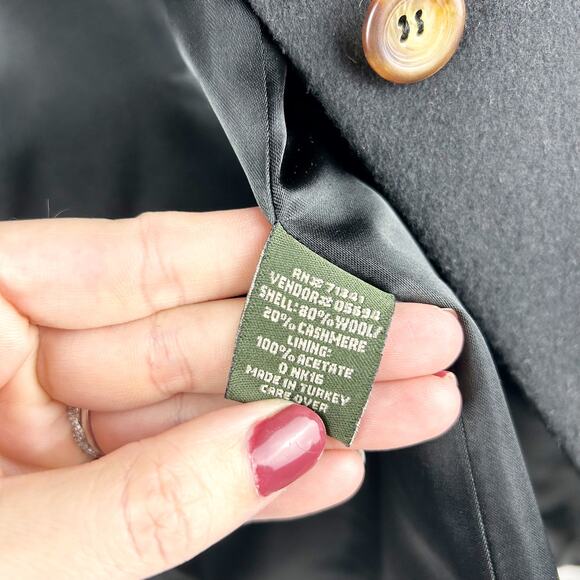 RN# 71341
VENDOR# 05694
SHELL: 80% WOOL/
20% CASHMERE
LINING:
100% ACETATE
0 NK16
MADE IN TURKEY
CARE OVER